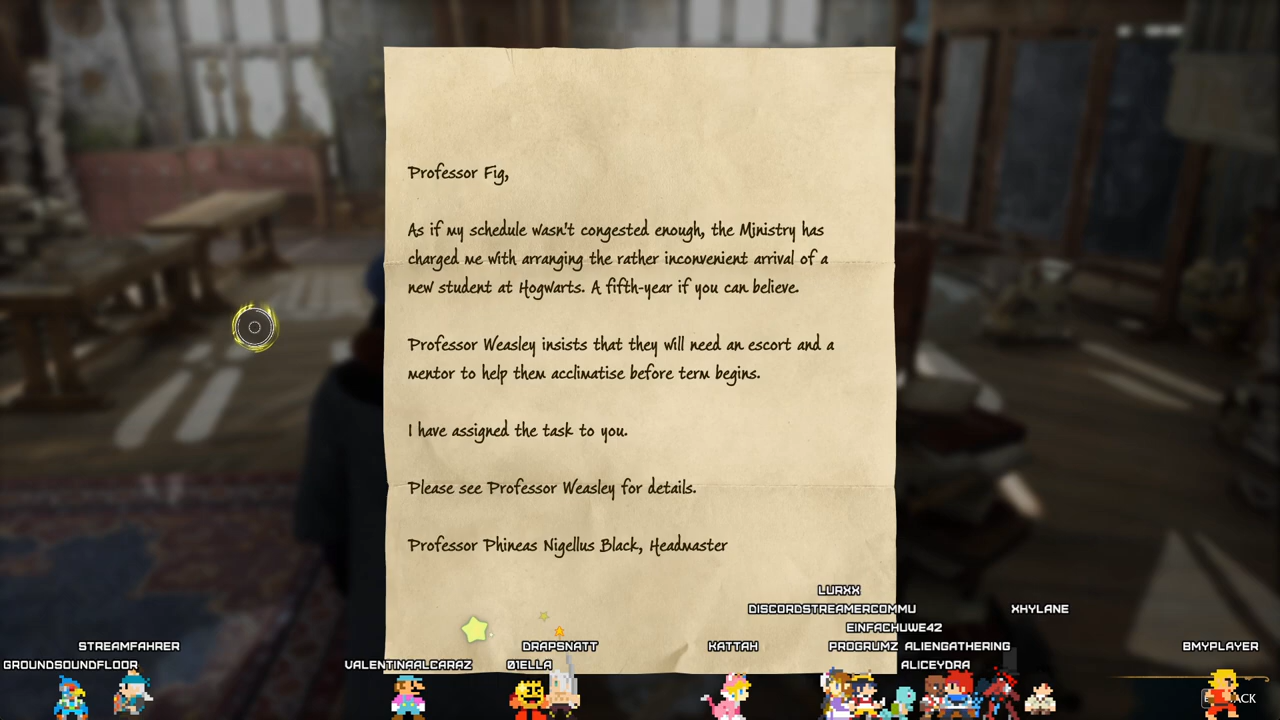 Professor Fig,
As if my schedule wasn't congested enough, the Ministry has
charged me with arranging the rather inconvenient arrival of a
new student at Hogwarts. A fifth-year if you can believe.
Professor Weasley insists that they will need an escort and a
mentor to help them acclimatise before term begins.
I have assigned the task to you.
Please see Professor Weasley for details.
Professor Phineas Nigellus Black, Headmaster
LURXX
DISCORDSTREAMERCOMMU XHYLANE
EINFACHUWE42
STREAMFAHRER DRAPSNATT KATTAH PROGRUMZ ALIENGATHERING BMYPLAYER
GROUNDSOUNDFLOOR VALENTINAALCARAZ 01ELLA ALICEYDRA